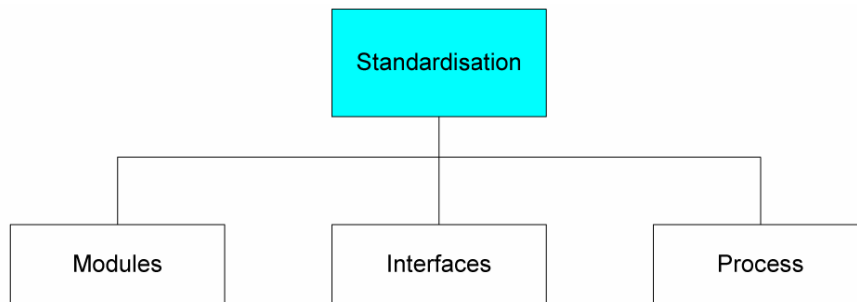 Standardisation
Modules
Interfaces
Process